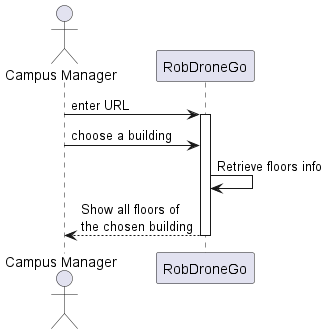 Campus Manager
RobDroneGo
enter URL
choose a building
Retrieve floors info
Show all floors of
the chosen building
Campus Manager
RobDroneGo